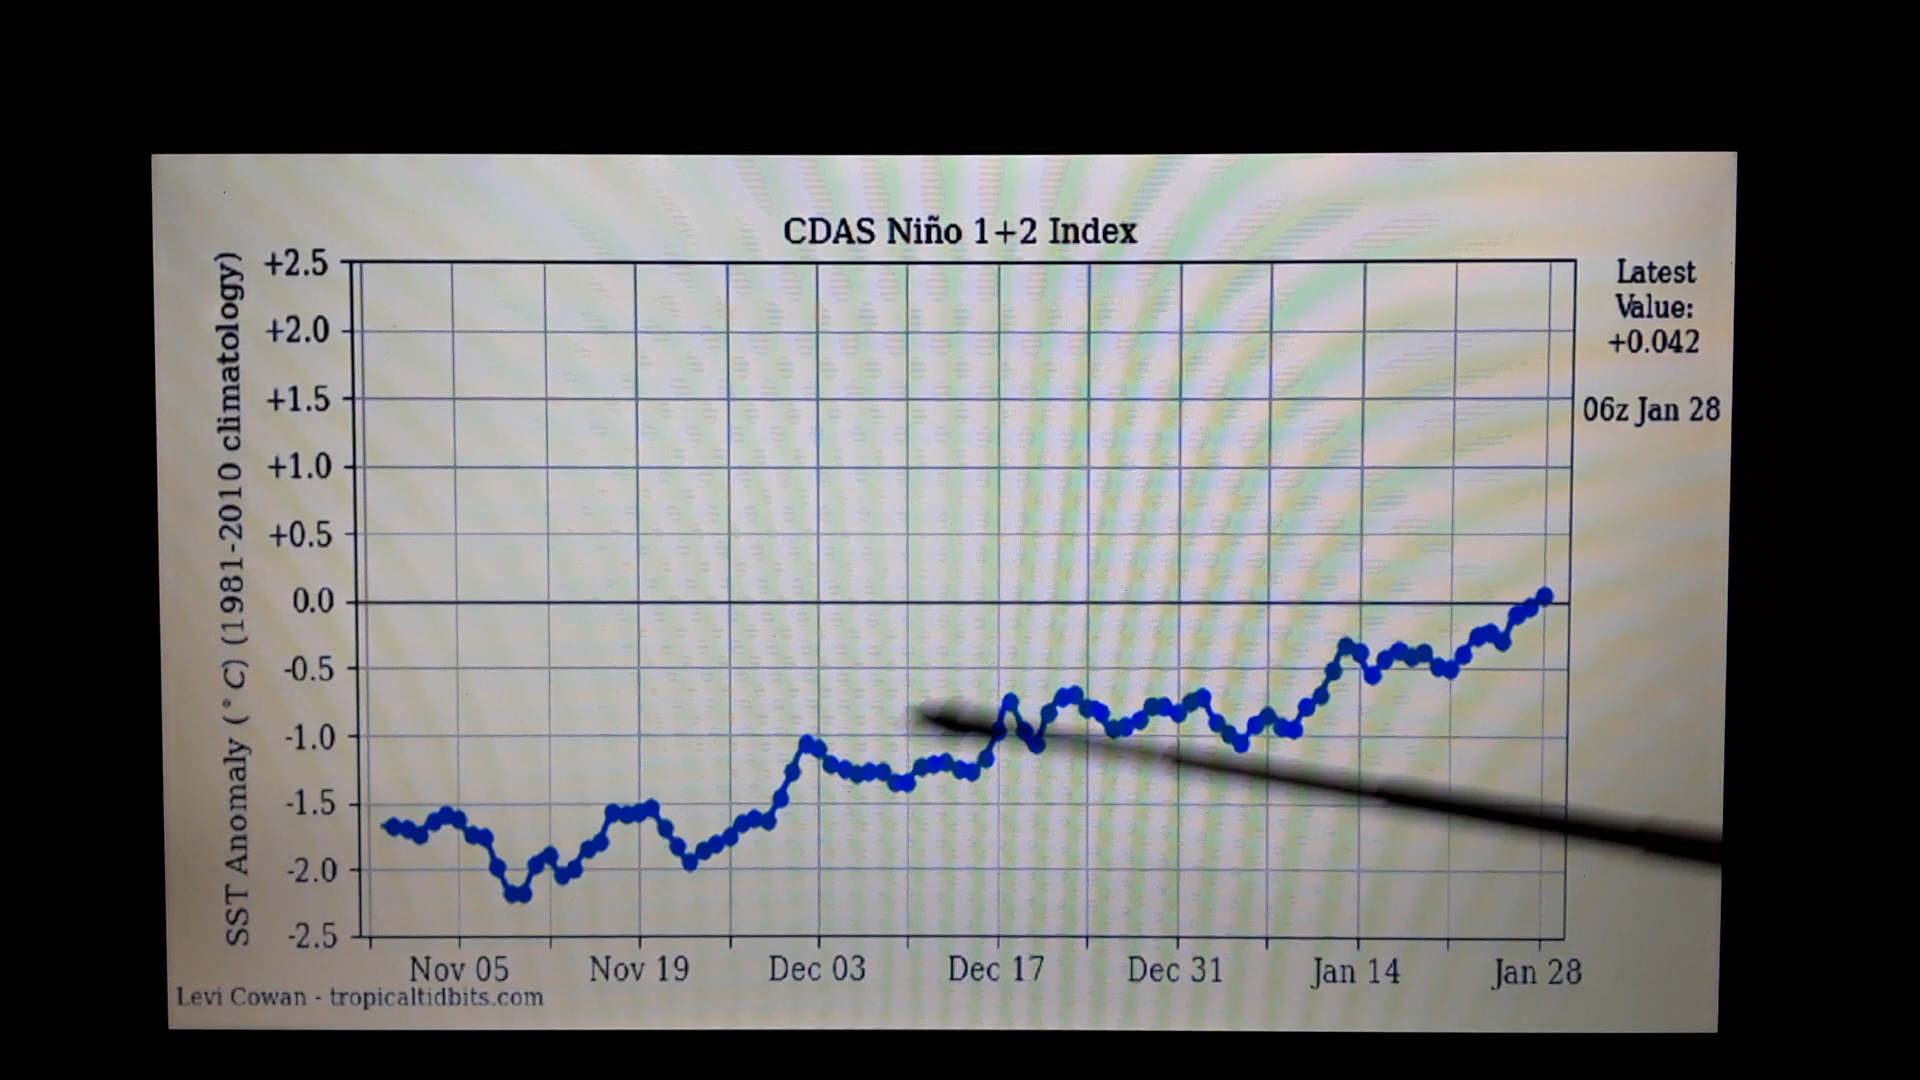 CDAS Niño 1+2 Index
SST Anomaly (°C) (1981-2010 climatology)
+2.5
+2.0
+1.5
+1.0
+0.5
0.0
-0.5
-1.0
-1.5
-2.0
-2.5
Nov 05
Nov 19
Dec 03
Dec 17
Dec 31
Jan 14
Jan 28
Latest
Value:
+0.042
06z Jan 28
Levi Cowan - tropicaltidbits.com